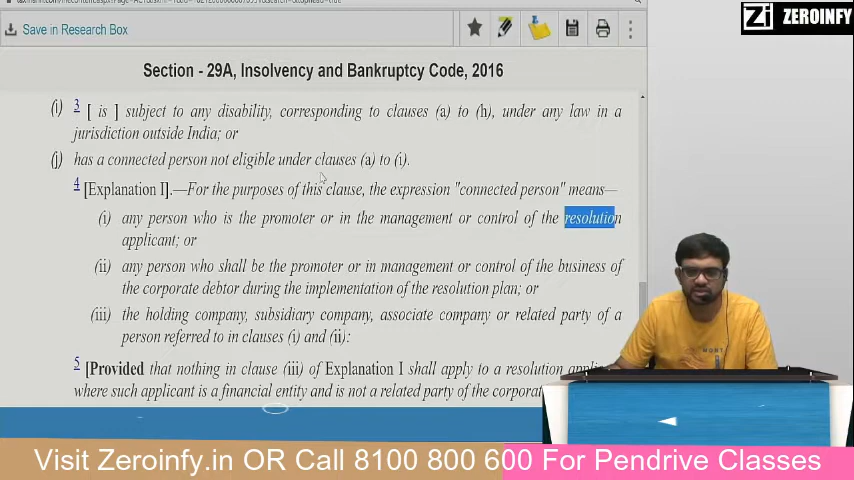 Zi ZEROINFY
Save in Research Box
Section - 29A, Insolvency and Bankruptcy Code, 2016
(i) 3 [ is ] subject to any disability, corresponding to clauses (a) to (h), under any law in a
jurisdiction outside India; or
(j) has a connected person not eligible under clauses (a) to (i).
4 [Explanation I].—For the purposes of this clause, the expression "connected person" means—
(i) any person who is the promoter or in the management or control of the resolution
applicant; or
(ii) any person who shall be the promoter or in management or control of the business of
the corporate debtor during the implementation of the resolution plan; or
(iii) the holding company, subsidiary company, associate company or related party of a
person referred to in clauses (i) and (ii):
5 [Provided that nothing in clause (iii) of Explanation I shall apply to a resolution
where such applicant is a financial entity and is not a related party of the
Visit Zeroinfy.in OR Call 8100 800 600 For Pendrive Classes